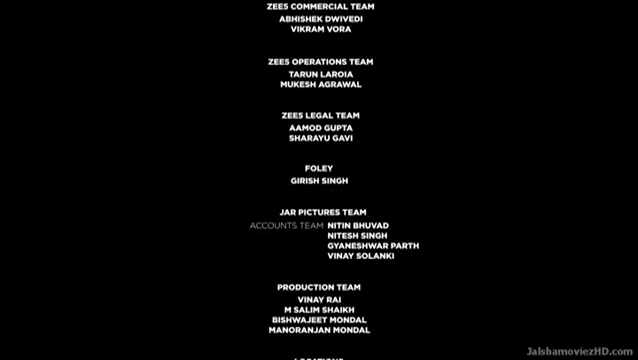 ZEE5 COMMERCIAL TEAM
ABHISHEK DWIVEDI
VIKRAM VORA
ZEE5 OPERATIONS TEAM
TARUN LAROIA
MUKESH AGRAWAL
ZEE5 LEGAL TEAM
AAMOD GUPTA
SHARAYU GAVI
FOLEY
GIRISH SINGH
JAR PICTURES TEAM
ACCOUNTS TEAM NITIN BHUVAD
NITESH SINGH
GYANESHWAR PARTH
VINAY SOLANKI
PRODUCTION TEAM
VINAY RAI
M SALIM SHAIKH
BISHWAJEET MONDAL
MANORANJAN MONDAL
JalshamoviezHD.com